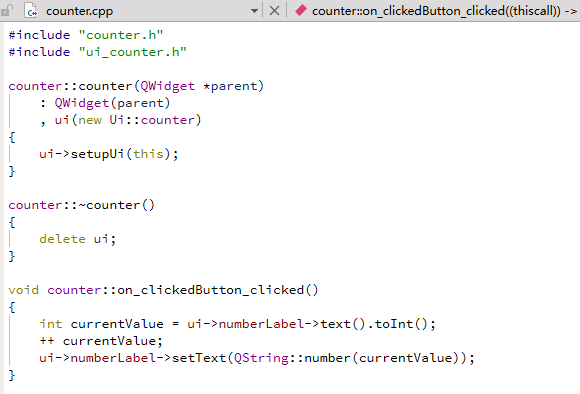 counter.cpp
counter::on_clickedButton_clicked((thiscall)) ->
#include "counter.h"
#include "ui_counter.h"
counter::counter(QWidget *parent)
    : QWidget(parent)
    , ui(new Ui::counter)
{
    ui->setupUi(this);
}
counter::~counter()
{
    delete ui;
}
void counter::on_clickedButton_clicked()
{
    int currentValue = ui->numberLabel->text().toInt();
    ++ currentValue;
    ui->numberLabel->setText(QString::number(currentValue));
}